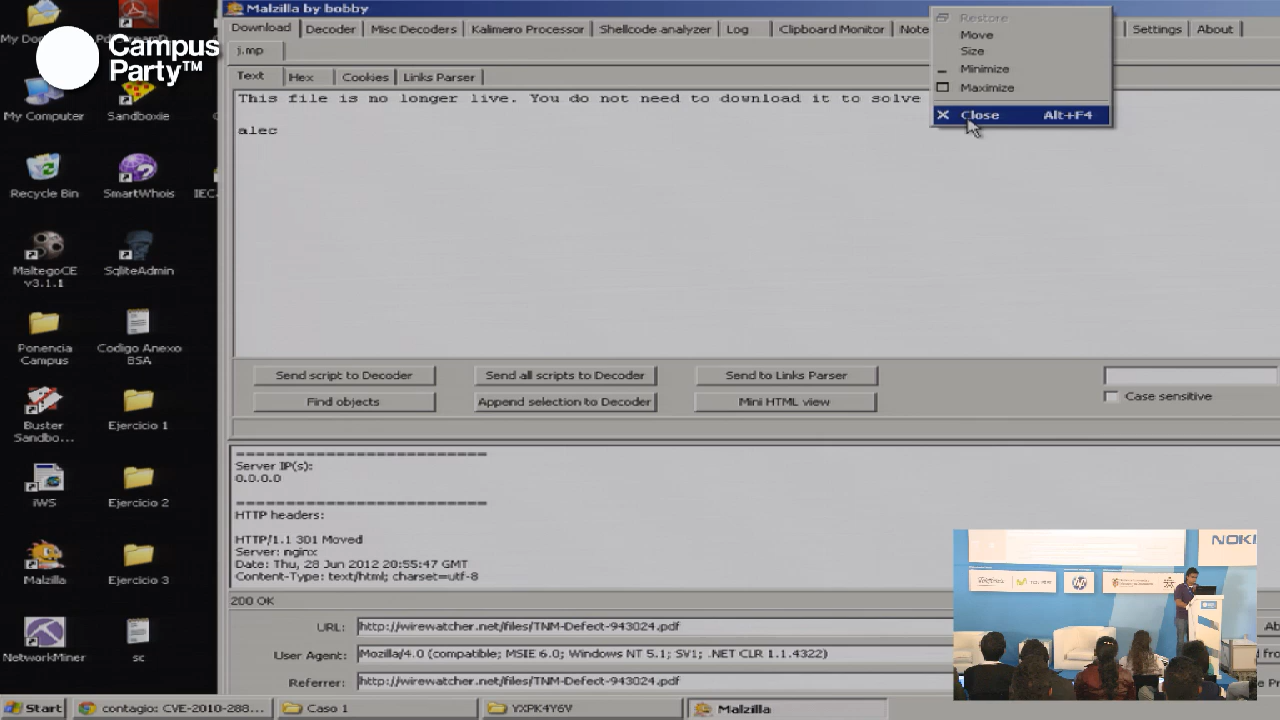 Malzilla by bobby
Download Decoder Misc Decoders Kalimero Processor Shellcode analyzer Log Clipboard Monitor Note Settings About
j.mp
Text Hex Cookies Links Parser
This file is no longer live. You do not need to download it to solve
alec
Restore
Move
Size
Minimize
Maximize
Close Alt+F4
Campus
Party™
My Computer
Sandboxie
Recycle Bin
SmartWhois
MaltegoCE
v3.1.1
SqliteAdmin
Ponencia
Campus
Codigo Anexo
BSA
Buster
Sandbo...
Ejercicio 1
iWS
Ejercicio 2
Malzilla
Ejercicio 3
NetworkMiner
sc
Send script to Decoder Send all scripts to Decoder Send to Links Parser
Find objects Append selection to Decoder Mini HTML view
Case sensitive
Server IP(s):
0.0.0.0
HTTP headers:
HTTP/1.1 301 Moved
Server: nginx
Date: Thu, 28 Jun 2012 20:55:47 GMT
Content-Type: text/html; charset=utf-8
200 OK
URL: http://wirewatcher.net/files/TNM-Defect-943024.pdf
User Agent: Mozilla/4.0 (compatible; MSIE 6.0; Windows NT 5.1; SV1; .NET CLR 1.1.4322)
Referrer: http://wirewatcher.net/files/TNM-Defect-943024.pdf
NOKI
hp
Start contagio: CVE-2010-288... Caso 1 YXPK4Y6V Malzilla